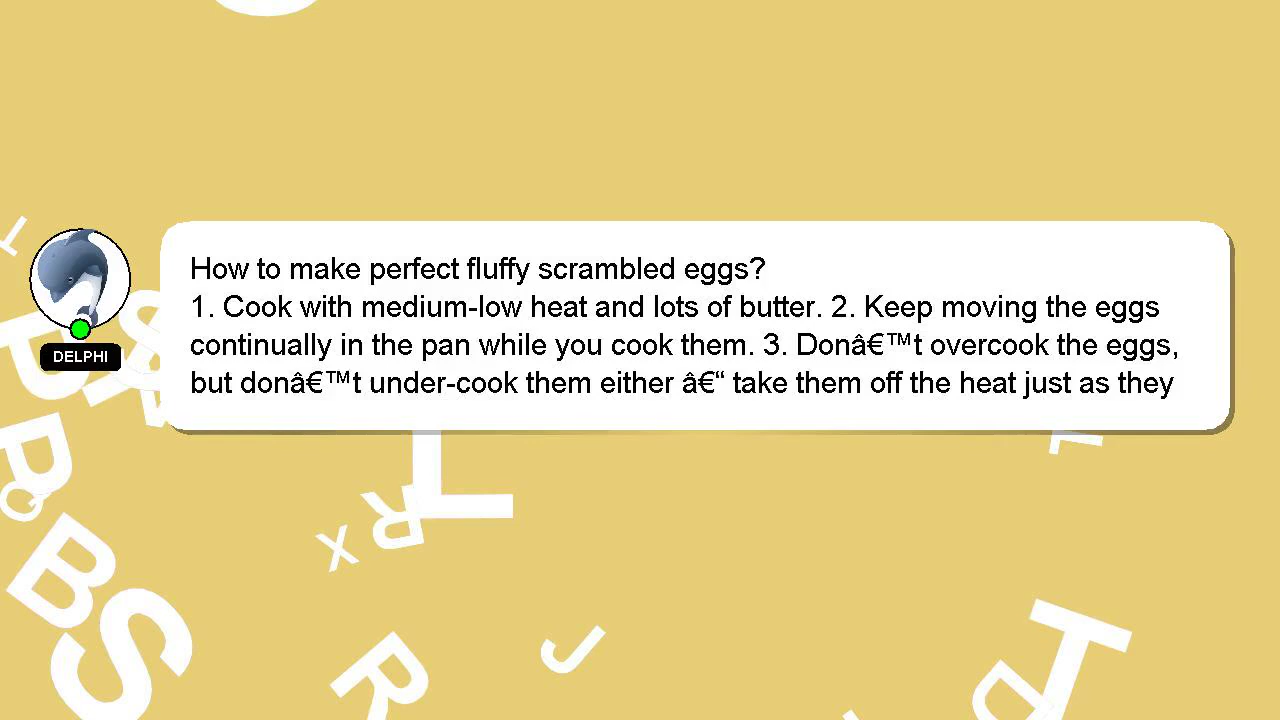 How to make perfect fluffy scrambled eggs?
1. Cook with medium-low heat and lots of butter. 2. Keep moving the eggs
continually in the pan while you cook them. 3. Donâ€™t overcook the eggs,
but donâ€™t under-cook them either â€“ take them off the heat just as they
DELPHI
T
S
B
P
S
B
Q
B
S
L
R
X
J
R
L
H
D